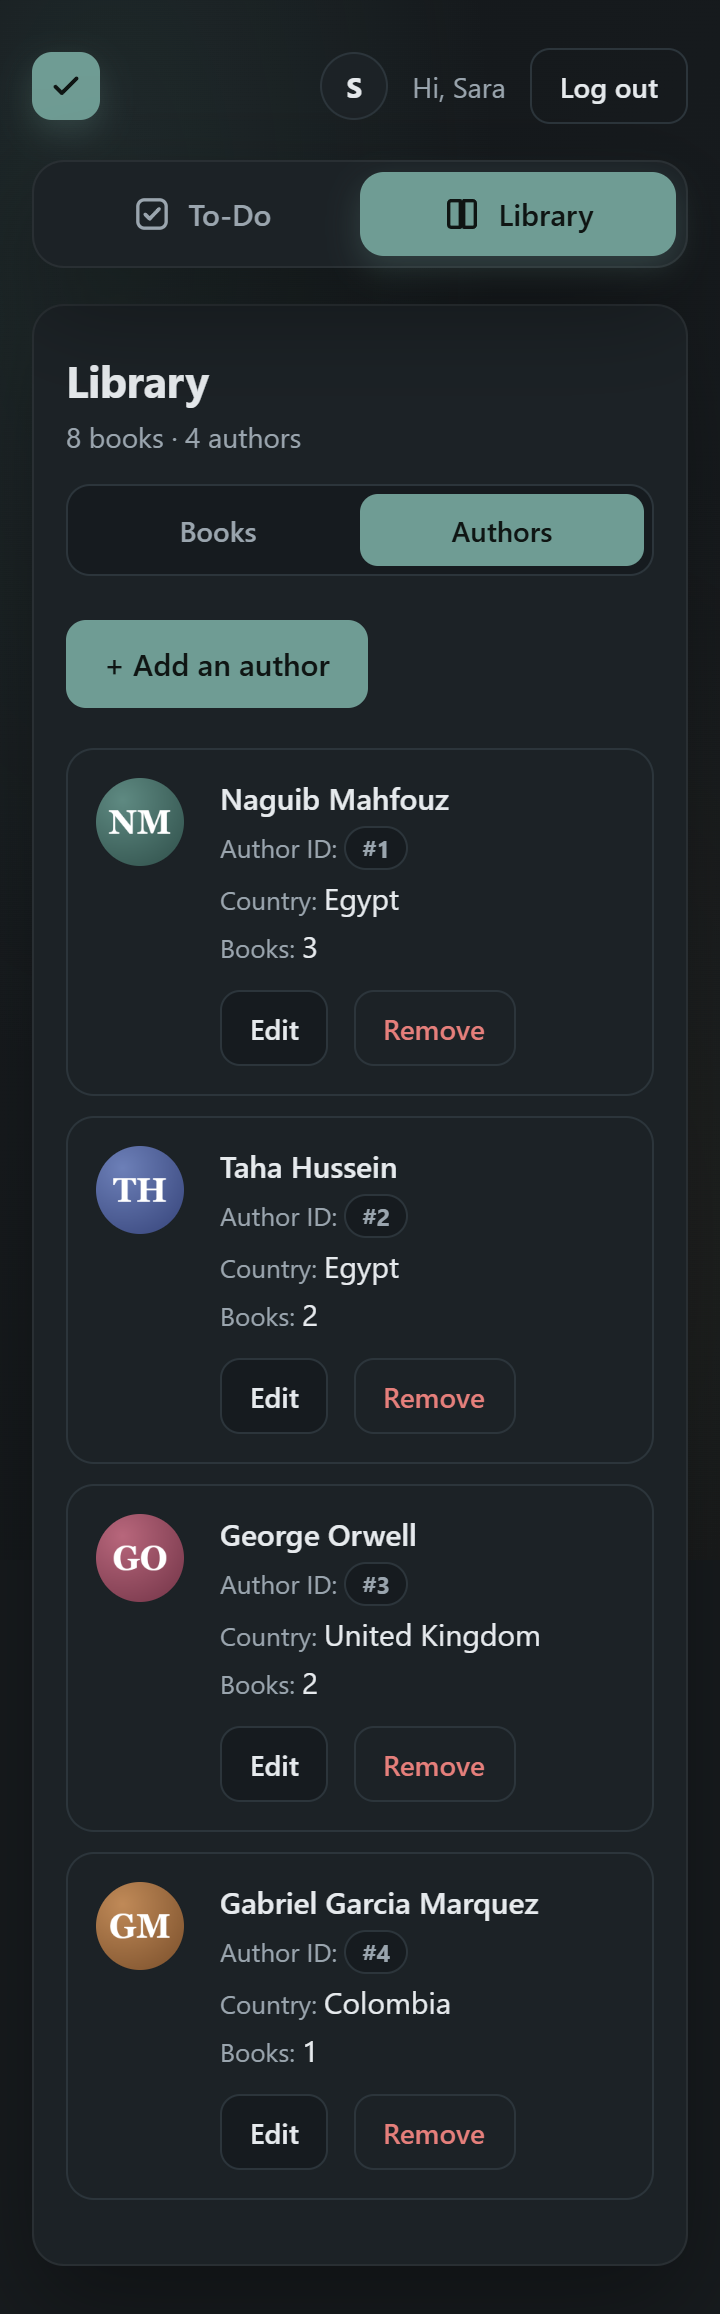 S Hi, Sara Log out
To-Do Library
Library
8 books · 4 authors
Books Authors
+ Add an author
NM Naguib Mahfouz
Author ID: #1
Country: Egypt
Books: 3
Edit Remove
TH Taha Hussein
Author ID: #2
Country: Egypt
Books: 2
Edit Remove
GO George Orwell
Author ID: #3
Country: United Kingdom
Books: 2
Edit Remove
GM Gabriel Garcia Marquez
Author ID: #4
Country: Colombia
Books: 1
Edit Remove